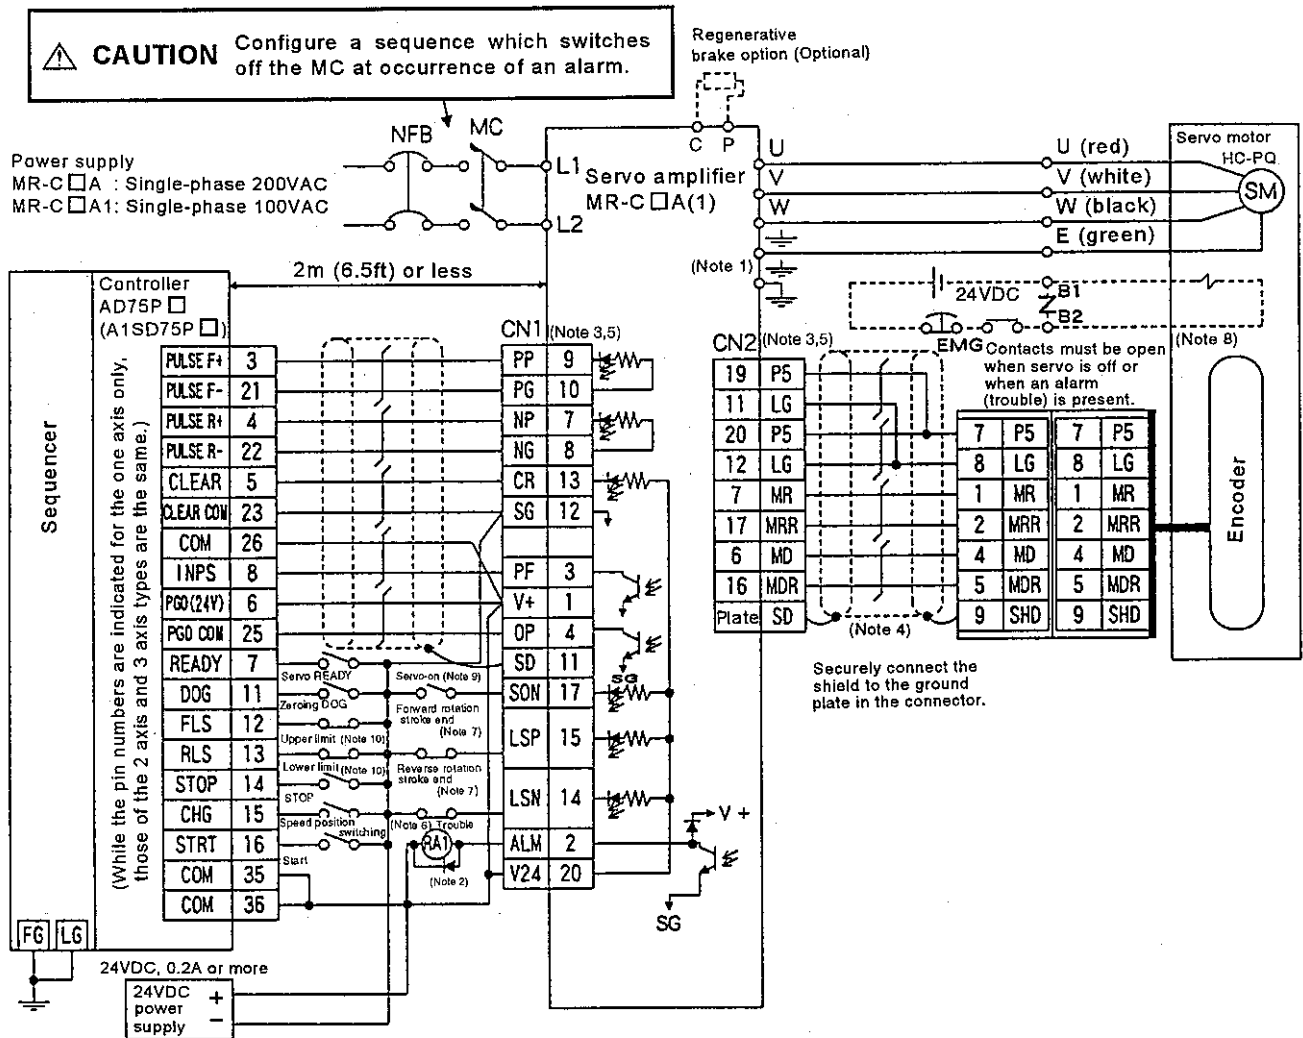 CAUTION Configure a sequence which switches
off the MC at occurrence of an alarm.
Regenerative
brake option (Optional)
NFB
MC
C P
Power supply
MR-C□A : Single-phase 200VAC
MR-C□A1: Single-phase 100VAC
L1
L2
Servo amplifier
MR-C□A(1)
U
V
W
U (red)
V (white)
W (black)
E (green)
Servo motor
HC-PQ
SM
(Note 1)
2m (6.5ft) or less
24VDC
B1
B2
EMG
Contacts must be open
when servo is off or
when an alarm
(trouble) is present.
(Note 8)
Sequencer
Controller
AD75P□
(A1SD75P□)
(While the pin numbers are indicated for the one axis only,
those of the 2 axis and 3 axis types are the same.)
PULSE F+ 3
PULSE F- 21
PULSE R+ 4
PULSE R- 22
CLEAR 5
CLEAR COM 23
COM 26
INPS 8
PGO(24V) 6
PGO COM 25
READY 7
DOG 11
FLS 12
RLS 13
STOP 14
CHG 15
STRT 16
COM 35
COM 36
Servo READY
Zeroing DOG
Upper limit (Note 10)
Lower limit (Note 10)
STOP
Speed position
switching
Start
Servo-on (Note 9)
Forward rotation
stroke end
(Note 7)
Reverse rotation
stroke end
(Note 7)
(Note 6) Trouble
RA1
(Note 2)
CN1 (Note 3,5)
PP 9
PG 10
NP 7
NG 8
CR 13
SG 12
PF 3
V+ 1
OP 4
SD 11
SON 17
LSP 15
LSN 14
ALM 2
V24 20
SG
V +
SG
CN2 (Note 3,5)
19 P5
11 LG
20 P5
12 LG
7 MR
17 MRR
6 MD
16 MDR
Plate SD
(Note 4)
7 P5 7 P5
8 LG 8 LG
1 MR 1 MR
2 MRR 2 MRR
4 MD 4 MD
5 MDR 5 MDR
9 SHD 9 SHD
Encoder
Securely connect the
shield to the ground
plate in the connector.
FG LG
24VDC, 0.2A or more
24VDC
power
supply
+
−